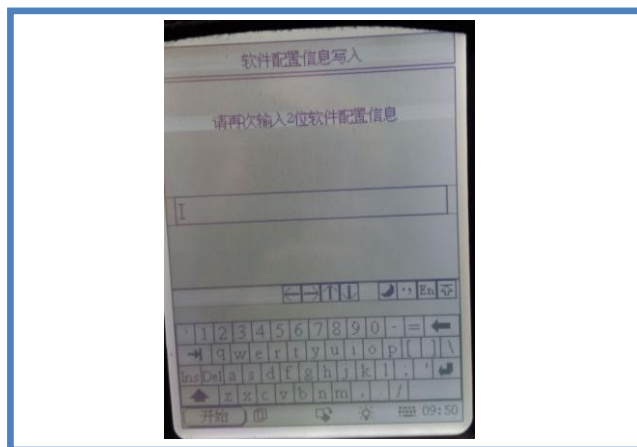 软件配置信息写入
请再次输入2位软件配置信息
En
1 2 3 4 5 6 7 8 9 0 - =
q w e r t y u i o p [ ] \
Ins Del a s d f g h j k l ; '
z x c v b n m , . /
开始 09:50